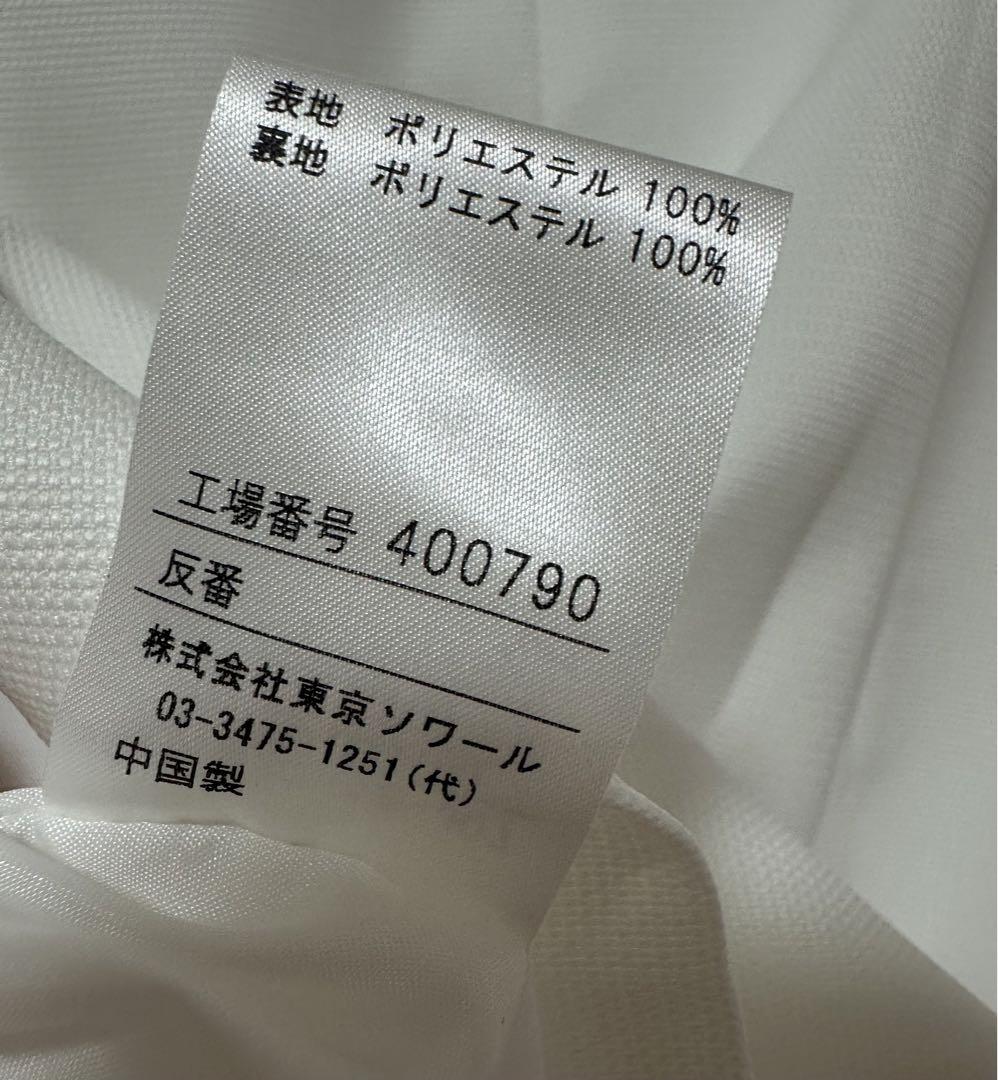 表地　ポリエステル 100%
裏地　ポリエステル 100%
工場番号 400790
反番
株式会社東京ソワール
03-3475-1251(代)
中国製